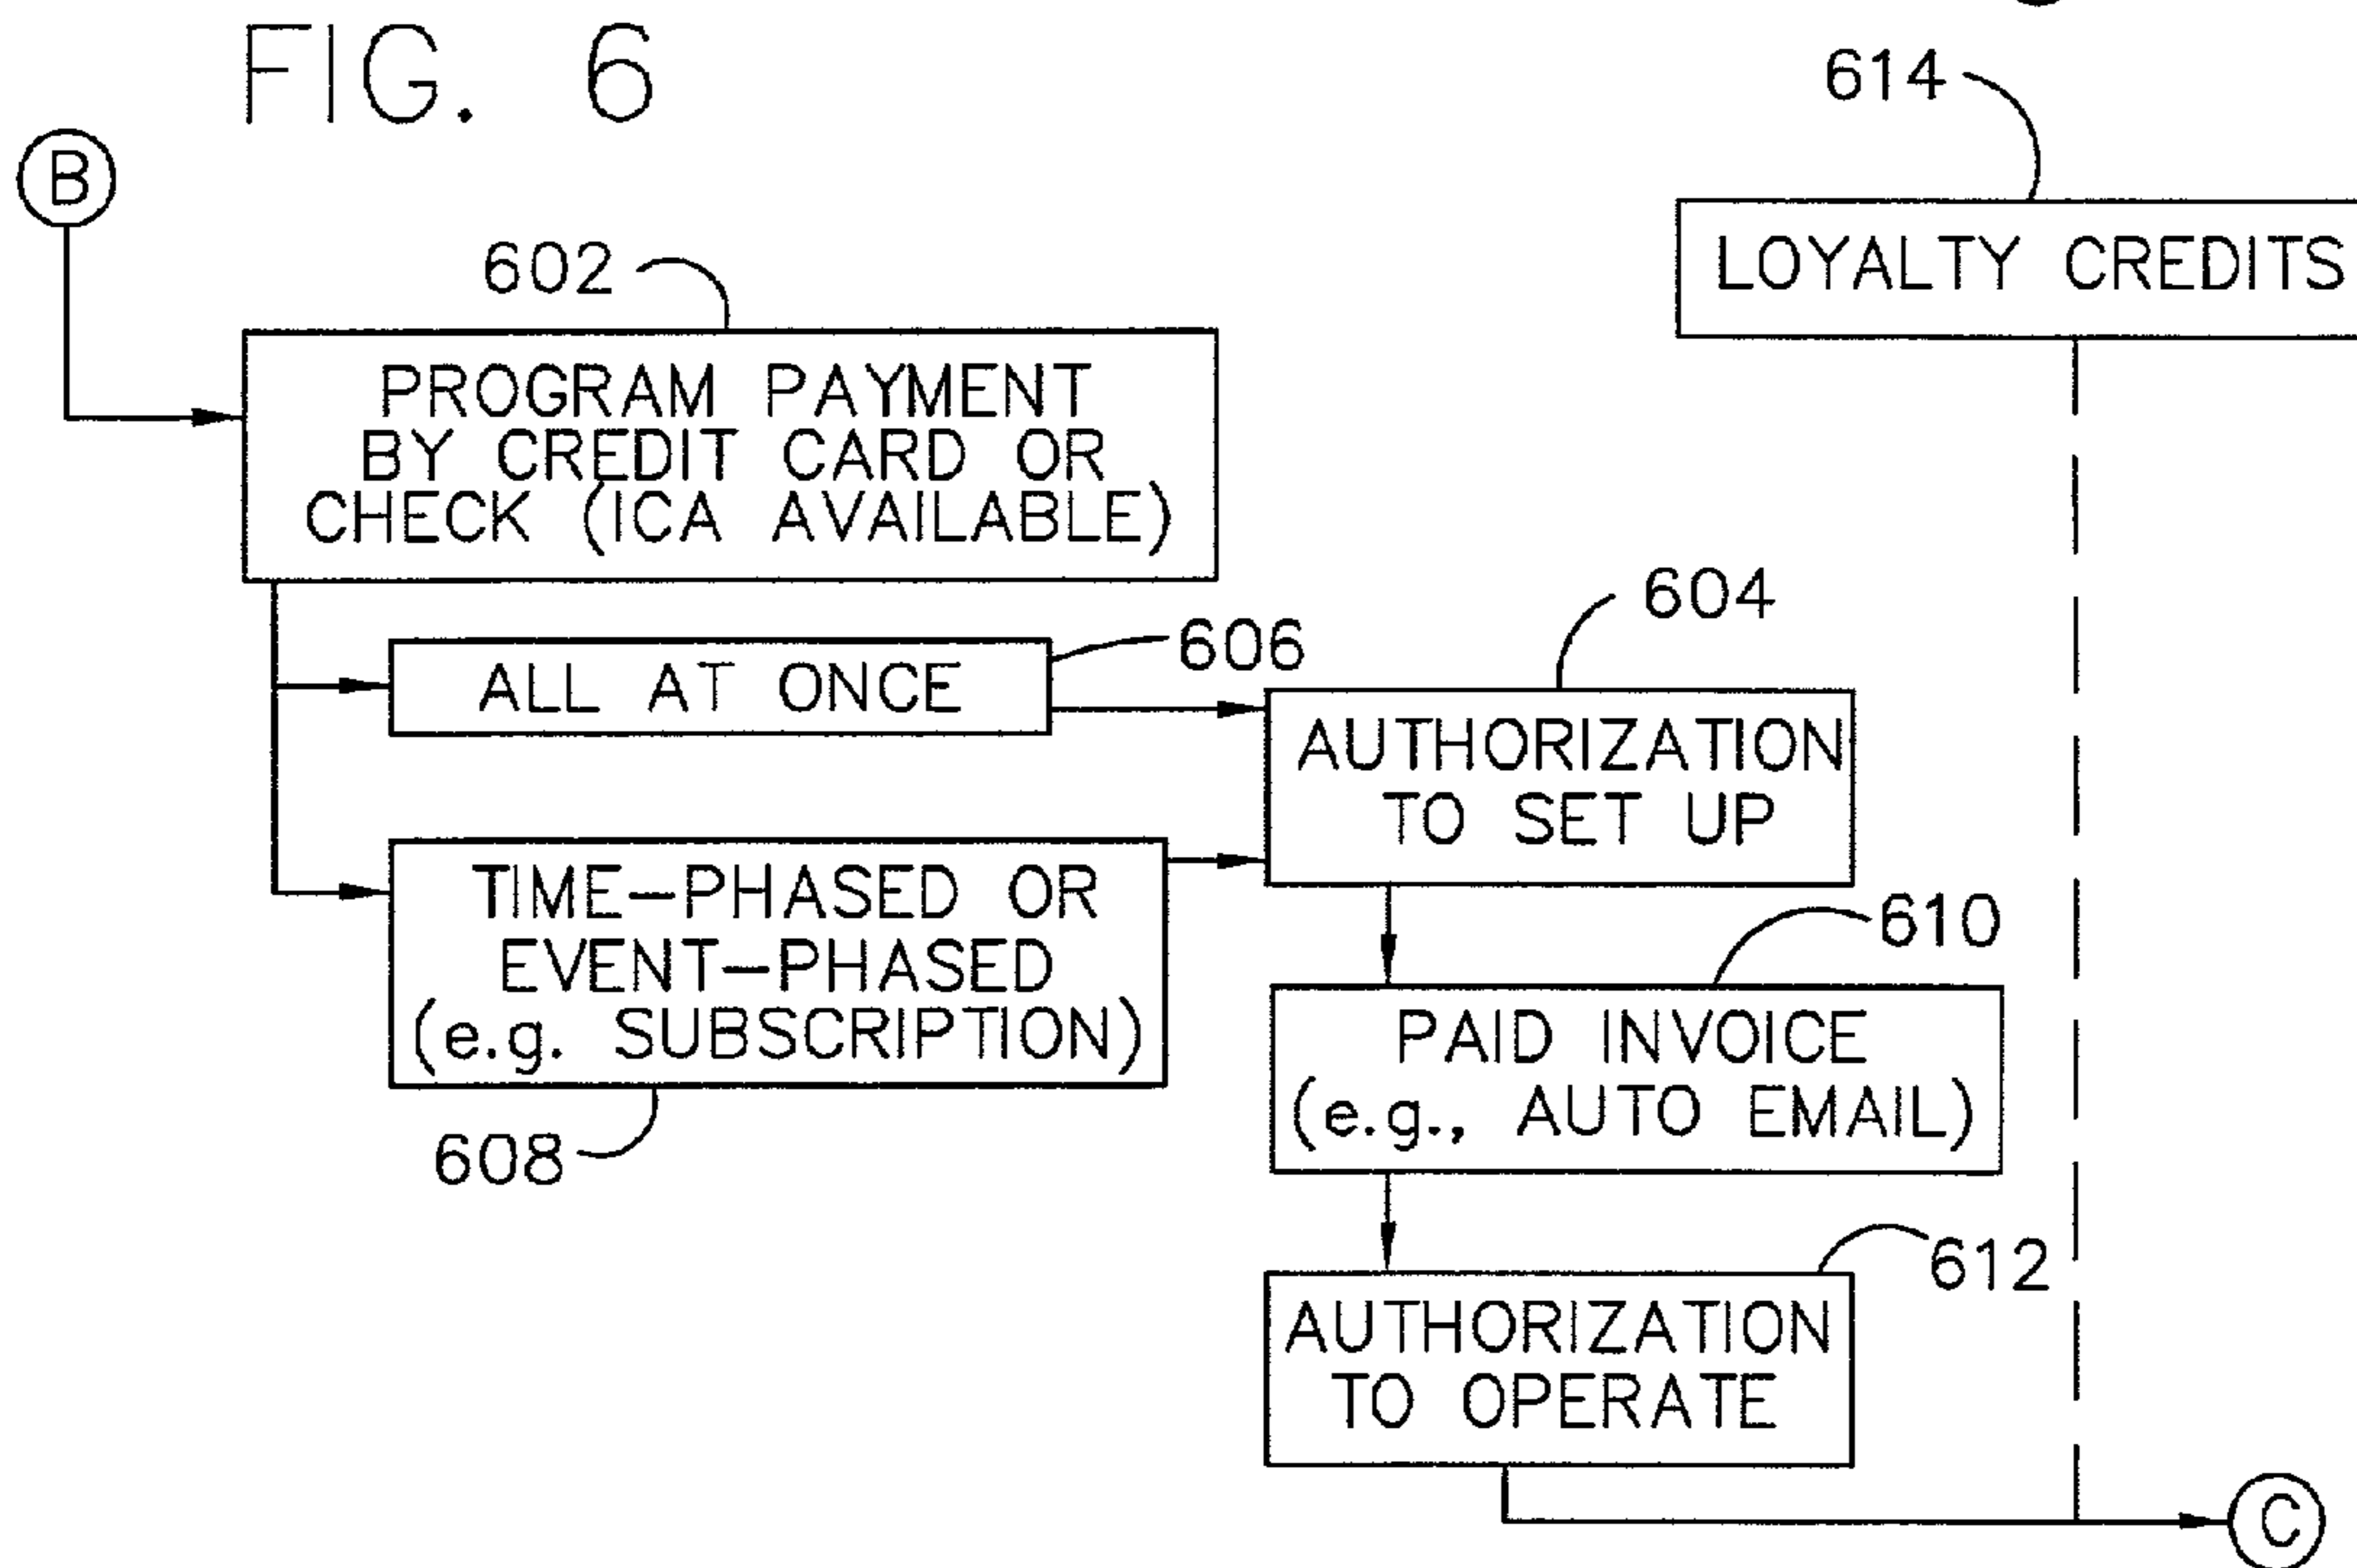 FIG. 6
614
B
LOYALTY CREDITS
602
PROGRAM PAYMENT
BY CREDIT CARD OR
CHECK (ICA AVAILABLE)
604
606
ALL AT ONCE
AUTHORIZATION
TO SET UP
TIME-PHASED OR
EVENT-PHASED
(e.g. SUBSCRIPTION)
608
610
PAID INVOICE
(e.g., AUTO EMAIL)
612
AUTHORIZATION
TO OPERATE
C